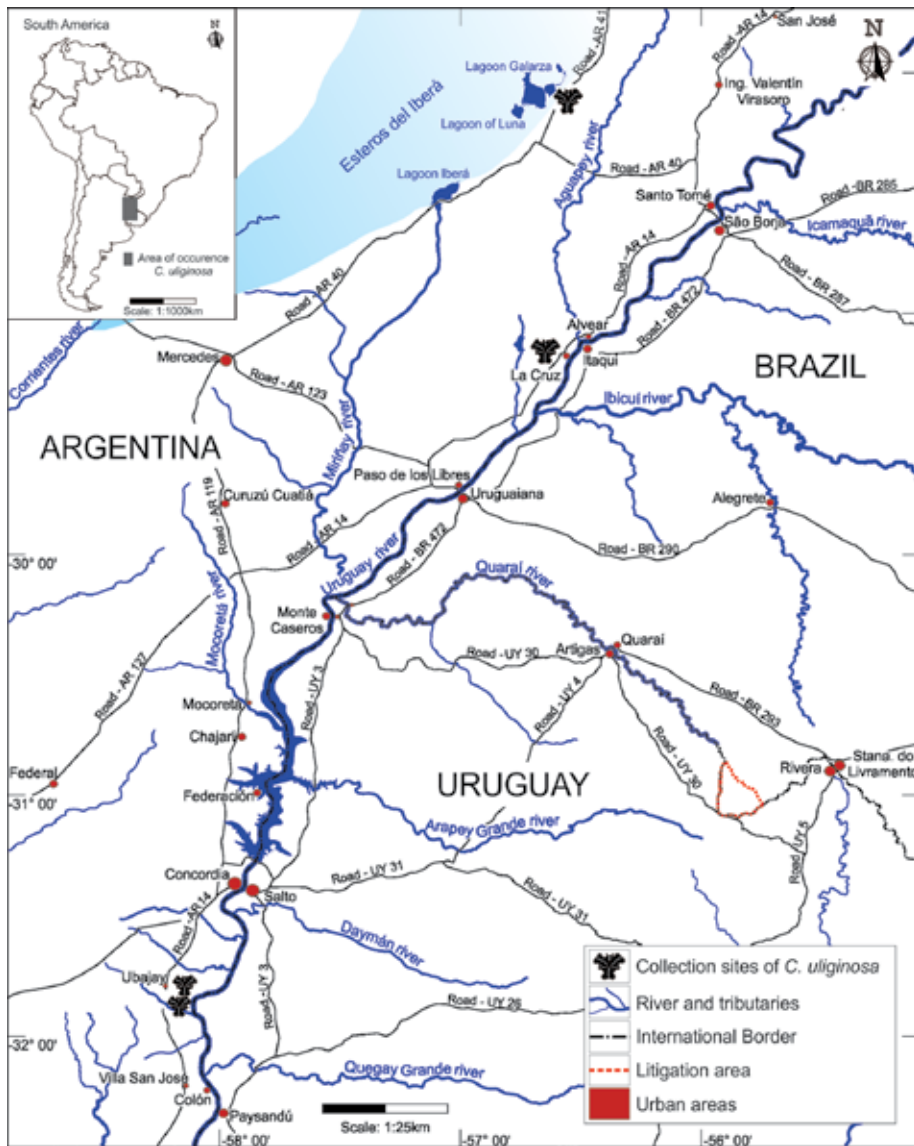 South America
N
Area of occurence
C. uliginosa
Scale: 1:1000km
N
Road - AR 41
Road - AR 14
San José
Lagoon Galarza
Ing. Valentin
Virasoro
Esteros del Iberá
Lagoon of Luna
Aguapey river
Lagoon Iberá
Road - AR 40
Santo Tomé
São Borja
Road - BR 285
Icamaquã river
Road - AR 14
Road - AR 40
Road - BR 287
Road - BR 472
Corrientes river
Alvear
Mercedes
Itaqui
La Cruz
BRAZIL
Road - AR 123
Ibicuí river
ARGENTINA
Miriñay river
Paso de los Libres
Curuzú Cuatiá
Uruguaiana
Alegrete
Road - AR 119
Road - AR 14
Uruguay river
Road - BR 472
Road - BR 290
-30° 00'
Quaraí river
Mocoretá river
Monte
Caseros
Quaraí
Artigas
Road - UY 30
Road - AR 127
Road - UY 3
Road - UY 4
Road - BR 293
Mocoretá
Chajarí
Road - UY 30
Stana. do
Livramento
Rivera
Federal
URUGUAY
-31° 00'
Federación
Arapey Grande river
Road - UY 5
Concordia
Salto
Road - UY 31
Road - UY 31
Road - AR 14
Daymán river
Ubajay
Road - UY 3
Road - UY 26
-32° 00'
Villa San José
Colón
Queguay Grande river
Paysandú
Scale: 1:25km
Collection sites of C. uliginosa
River and tributaries
International Border
Litigation area
Urban areas
-58° 00'
-57° 00'
-56° 00'